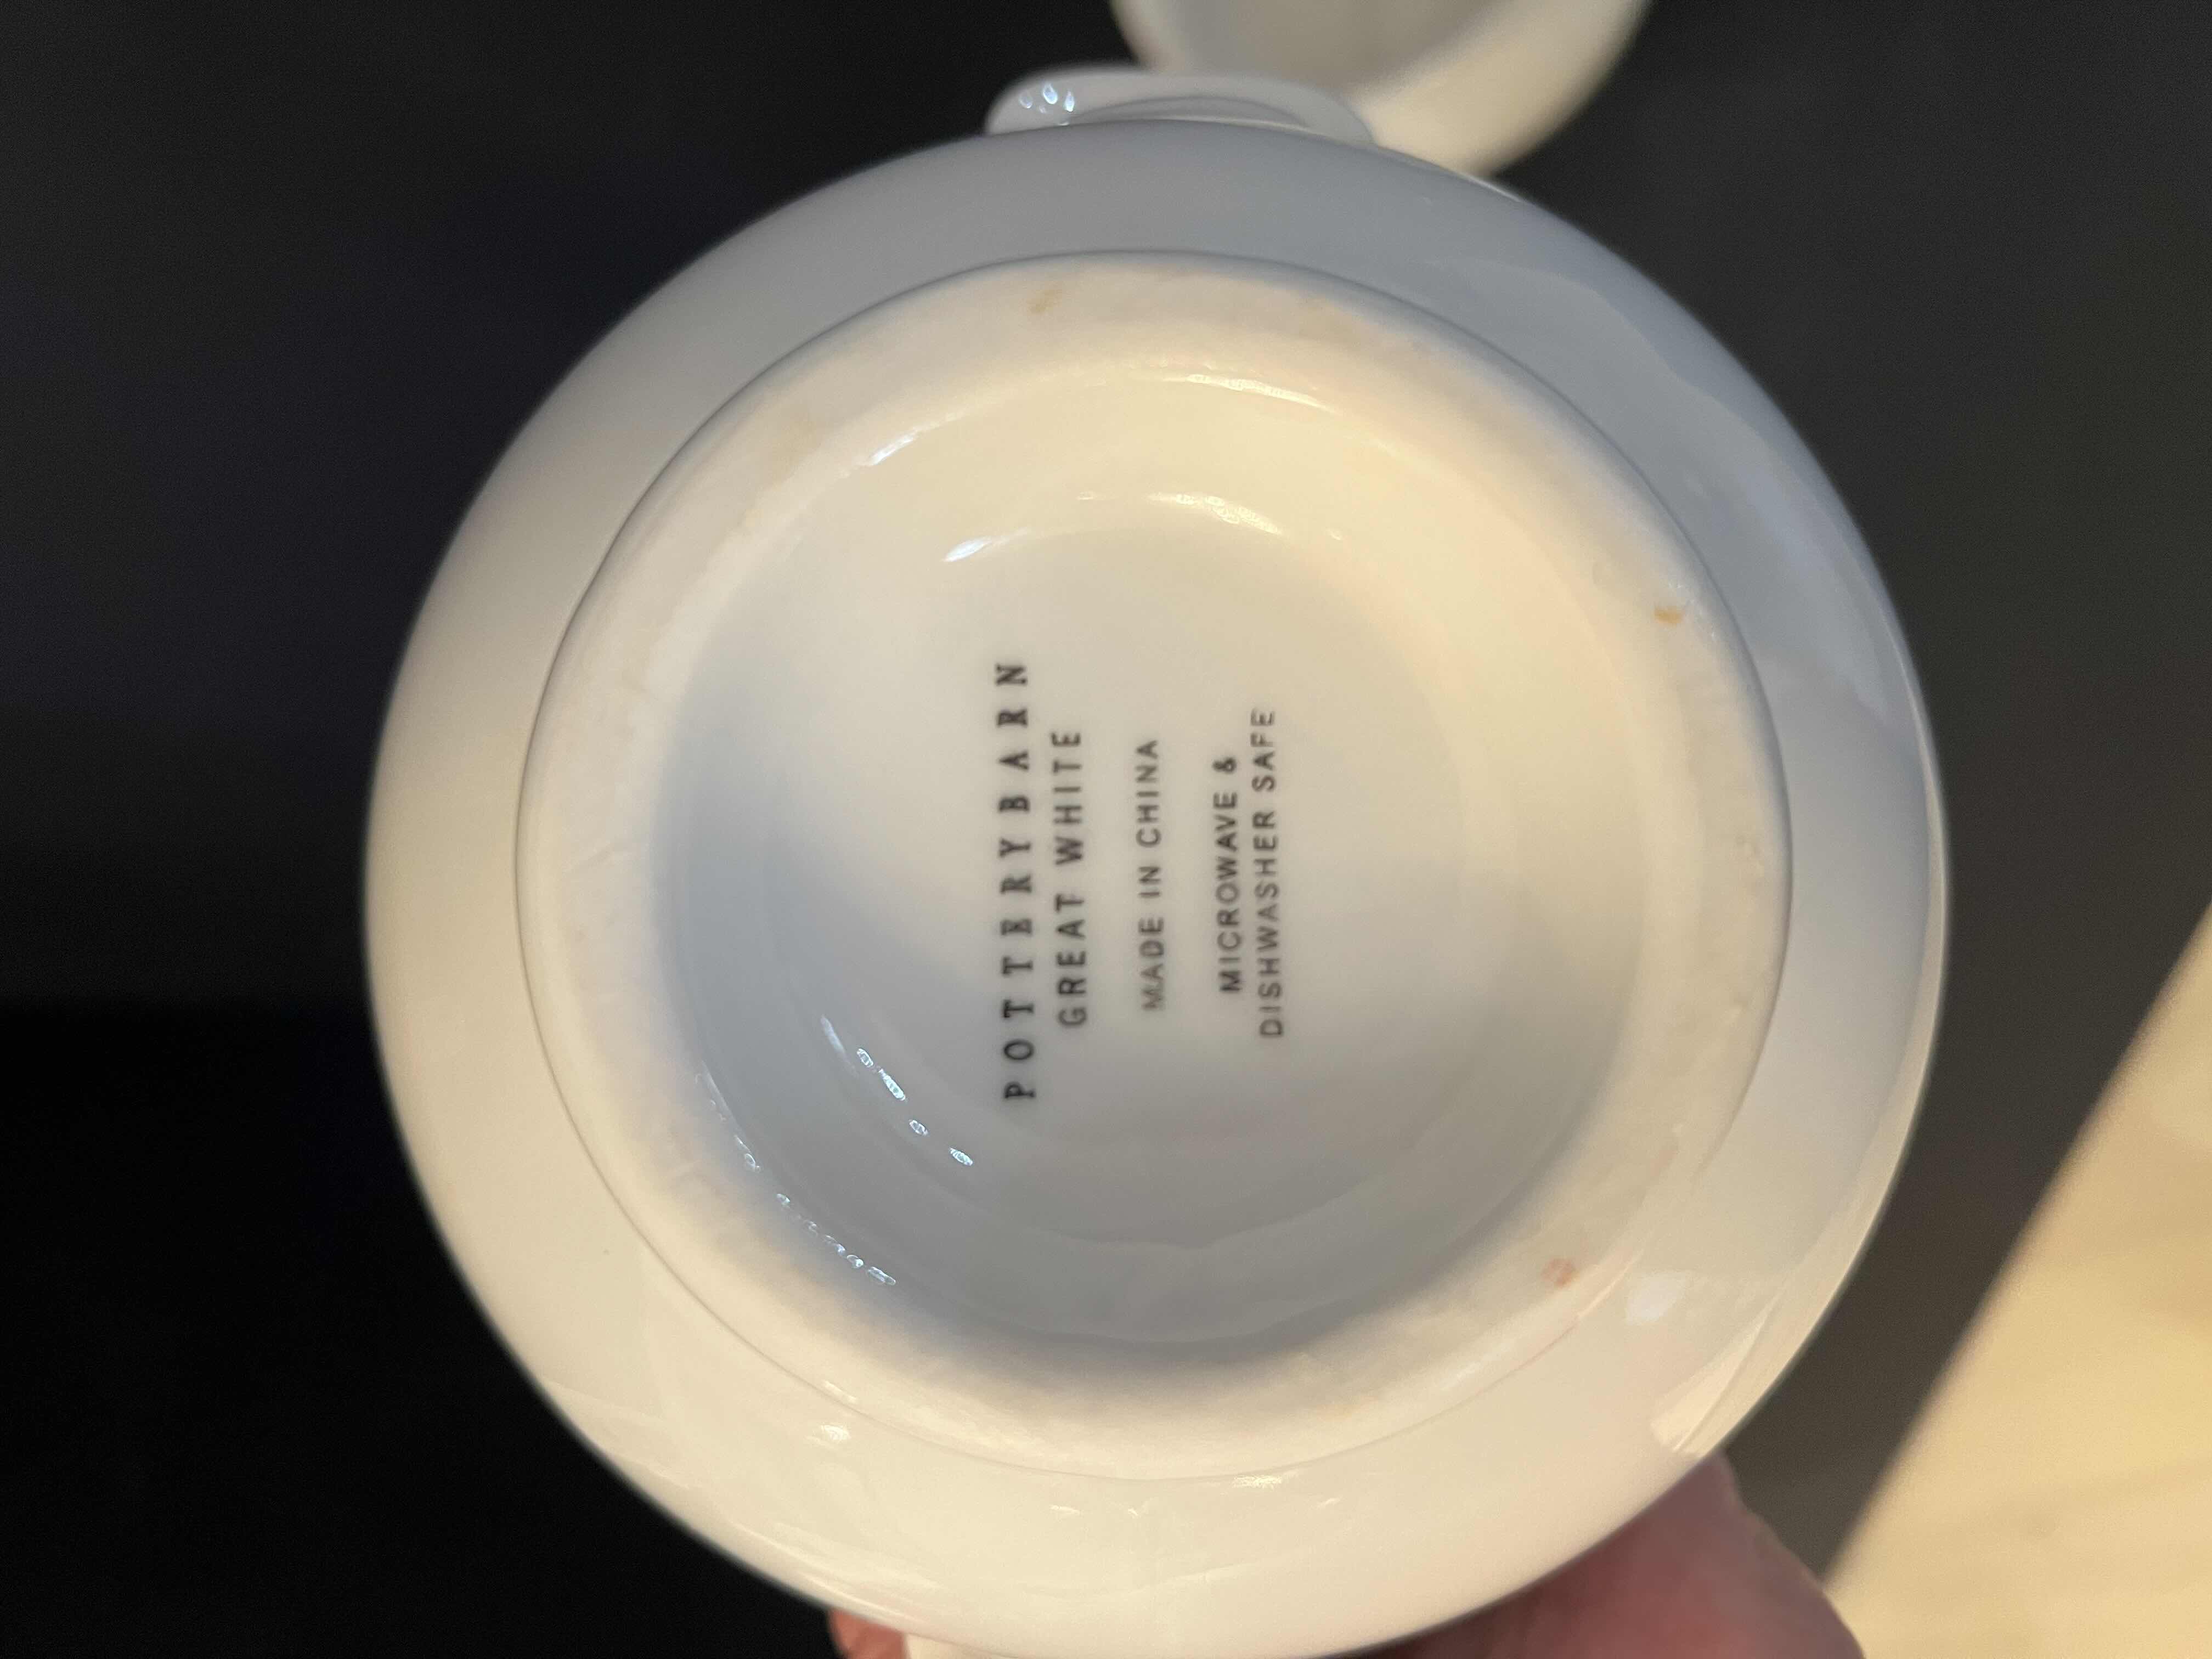 POTTERYBARN
GREAT WHITE
MADE IN CHINA
MICROWAVE &
DISHWASHER SAFE